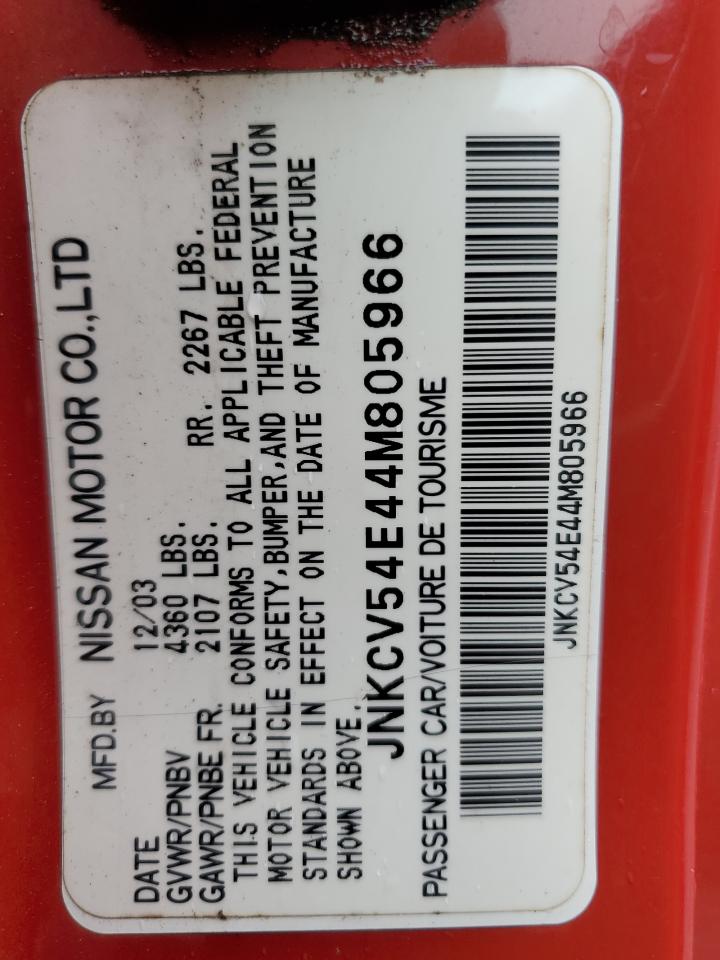 MFD.BY NISSAN MOTOR CO.,LTD
DATE 12/03
GVWR/PNBV 4360 LBS.
GAWR/PNBE FR. 2107 LBS. RR. 2267 LBS.
THIS VEHICLE CONFORMS TO ALL APPLICABLE FEDERAL
MOTOR VEHICLE SAFETY,BUMPER,AND THEFT PREVENTION
STANDARDS IN EFFECT ON THE DATE OF MANUFACTURE
SHOWN ABOVE.
JNKCV54E44M805966
PASSENGER CAR/VOITURE DE TOURISME
JNKCV54E44M805966